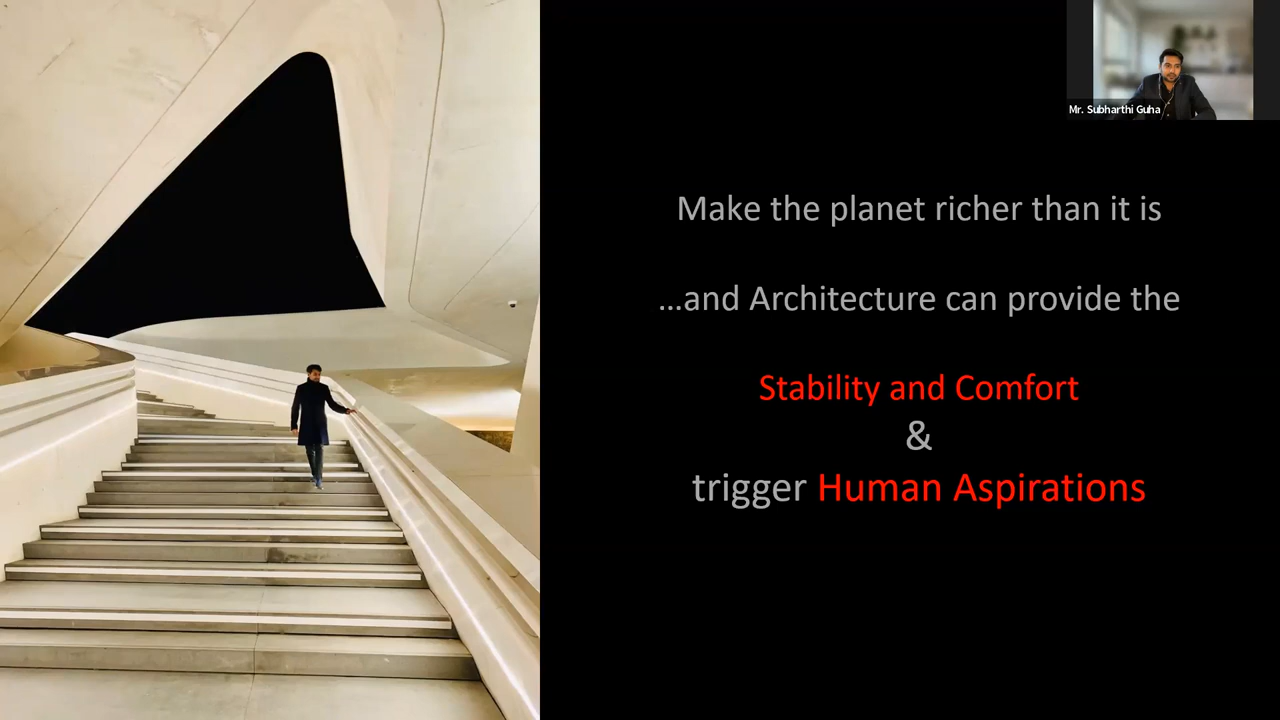 Mr. Subharthi Guha
Make the planet richer than it is
...and Architecture can provide the
Stability and Comfort
&
trigger Human Aspirations